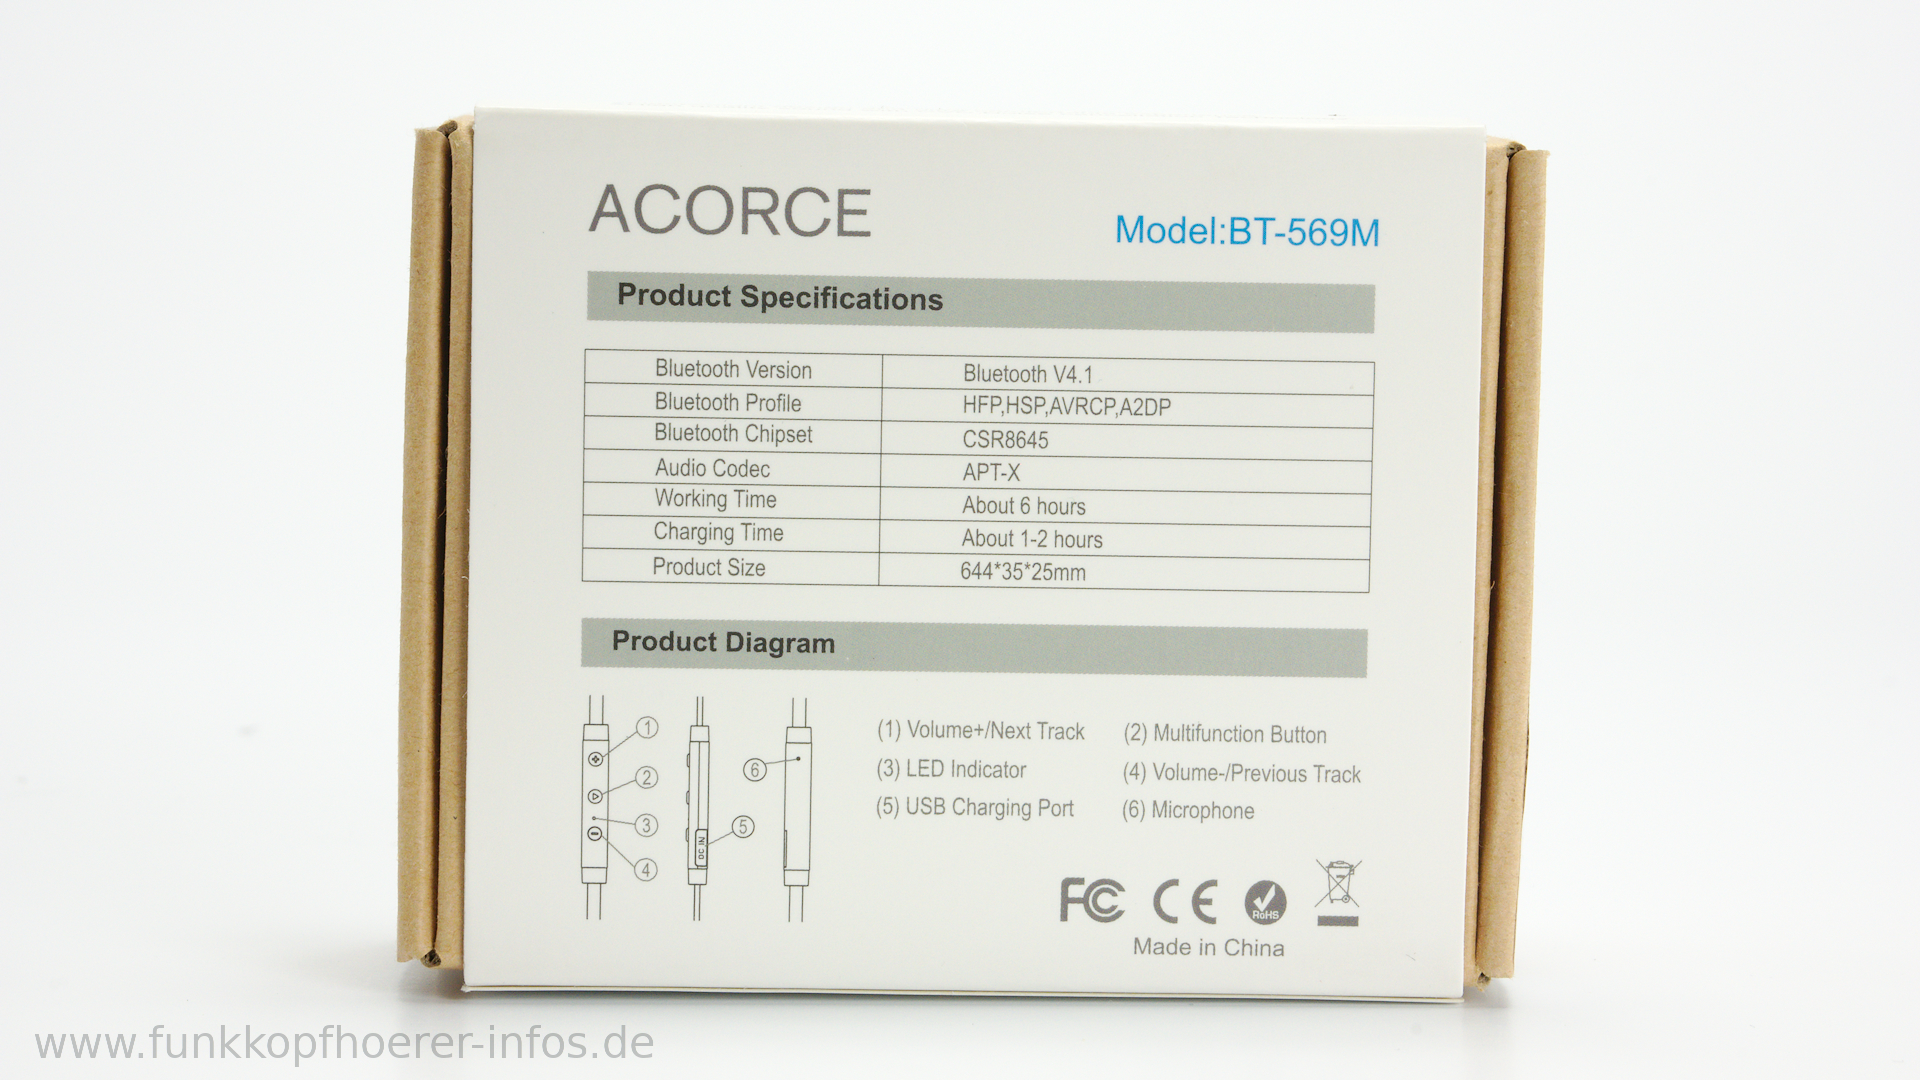 ACORCE
Model:BT-569M
Product Specifications
Bluetooth Version Bluetooth V4.1
Bluetooth Profile HFP,HSP,AVRCP,A2DP
Bluetooth Chipset CSR8645
Audio Codec APT-X
Working Time About 6 hours
Charging Time About 1-2 hours
Product Size 644*35*25mm
Product Diagram
1
2
3
4
DC IN
5
6
(1) Volume+/Next Track (2) Multifunction Button
(3) LED Indicator (4) Volume-/Previous Track
(5) USB Charging Port (6) Microphone
FC CE RoHS
Made in China
www.funkkopfhoerer-infos.de